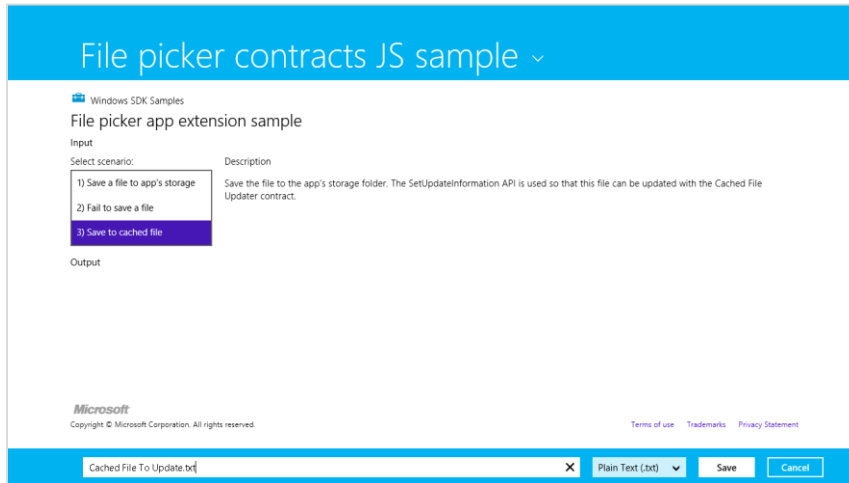 File picker contracts JS sample
Windows SDK Samples
File picker app extension sample
Input
Select scenario:
Description
1) Save a file to app's storage
2) Fail to save a file
3) Save to cached file
Save the file to the app's storage folder. The SetUpdateInformation API is used so that this file can be updated with the Cached File
Updater contract.
Output
Microsoft
Copyright © Microsoft Corporation. All rights reserved.
Terms of use Trademarks Privacy Statement
Cached File To Update.txt
Plain Text (.txt)
Save
Cancel